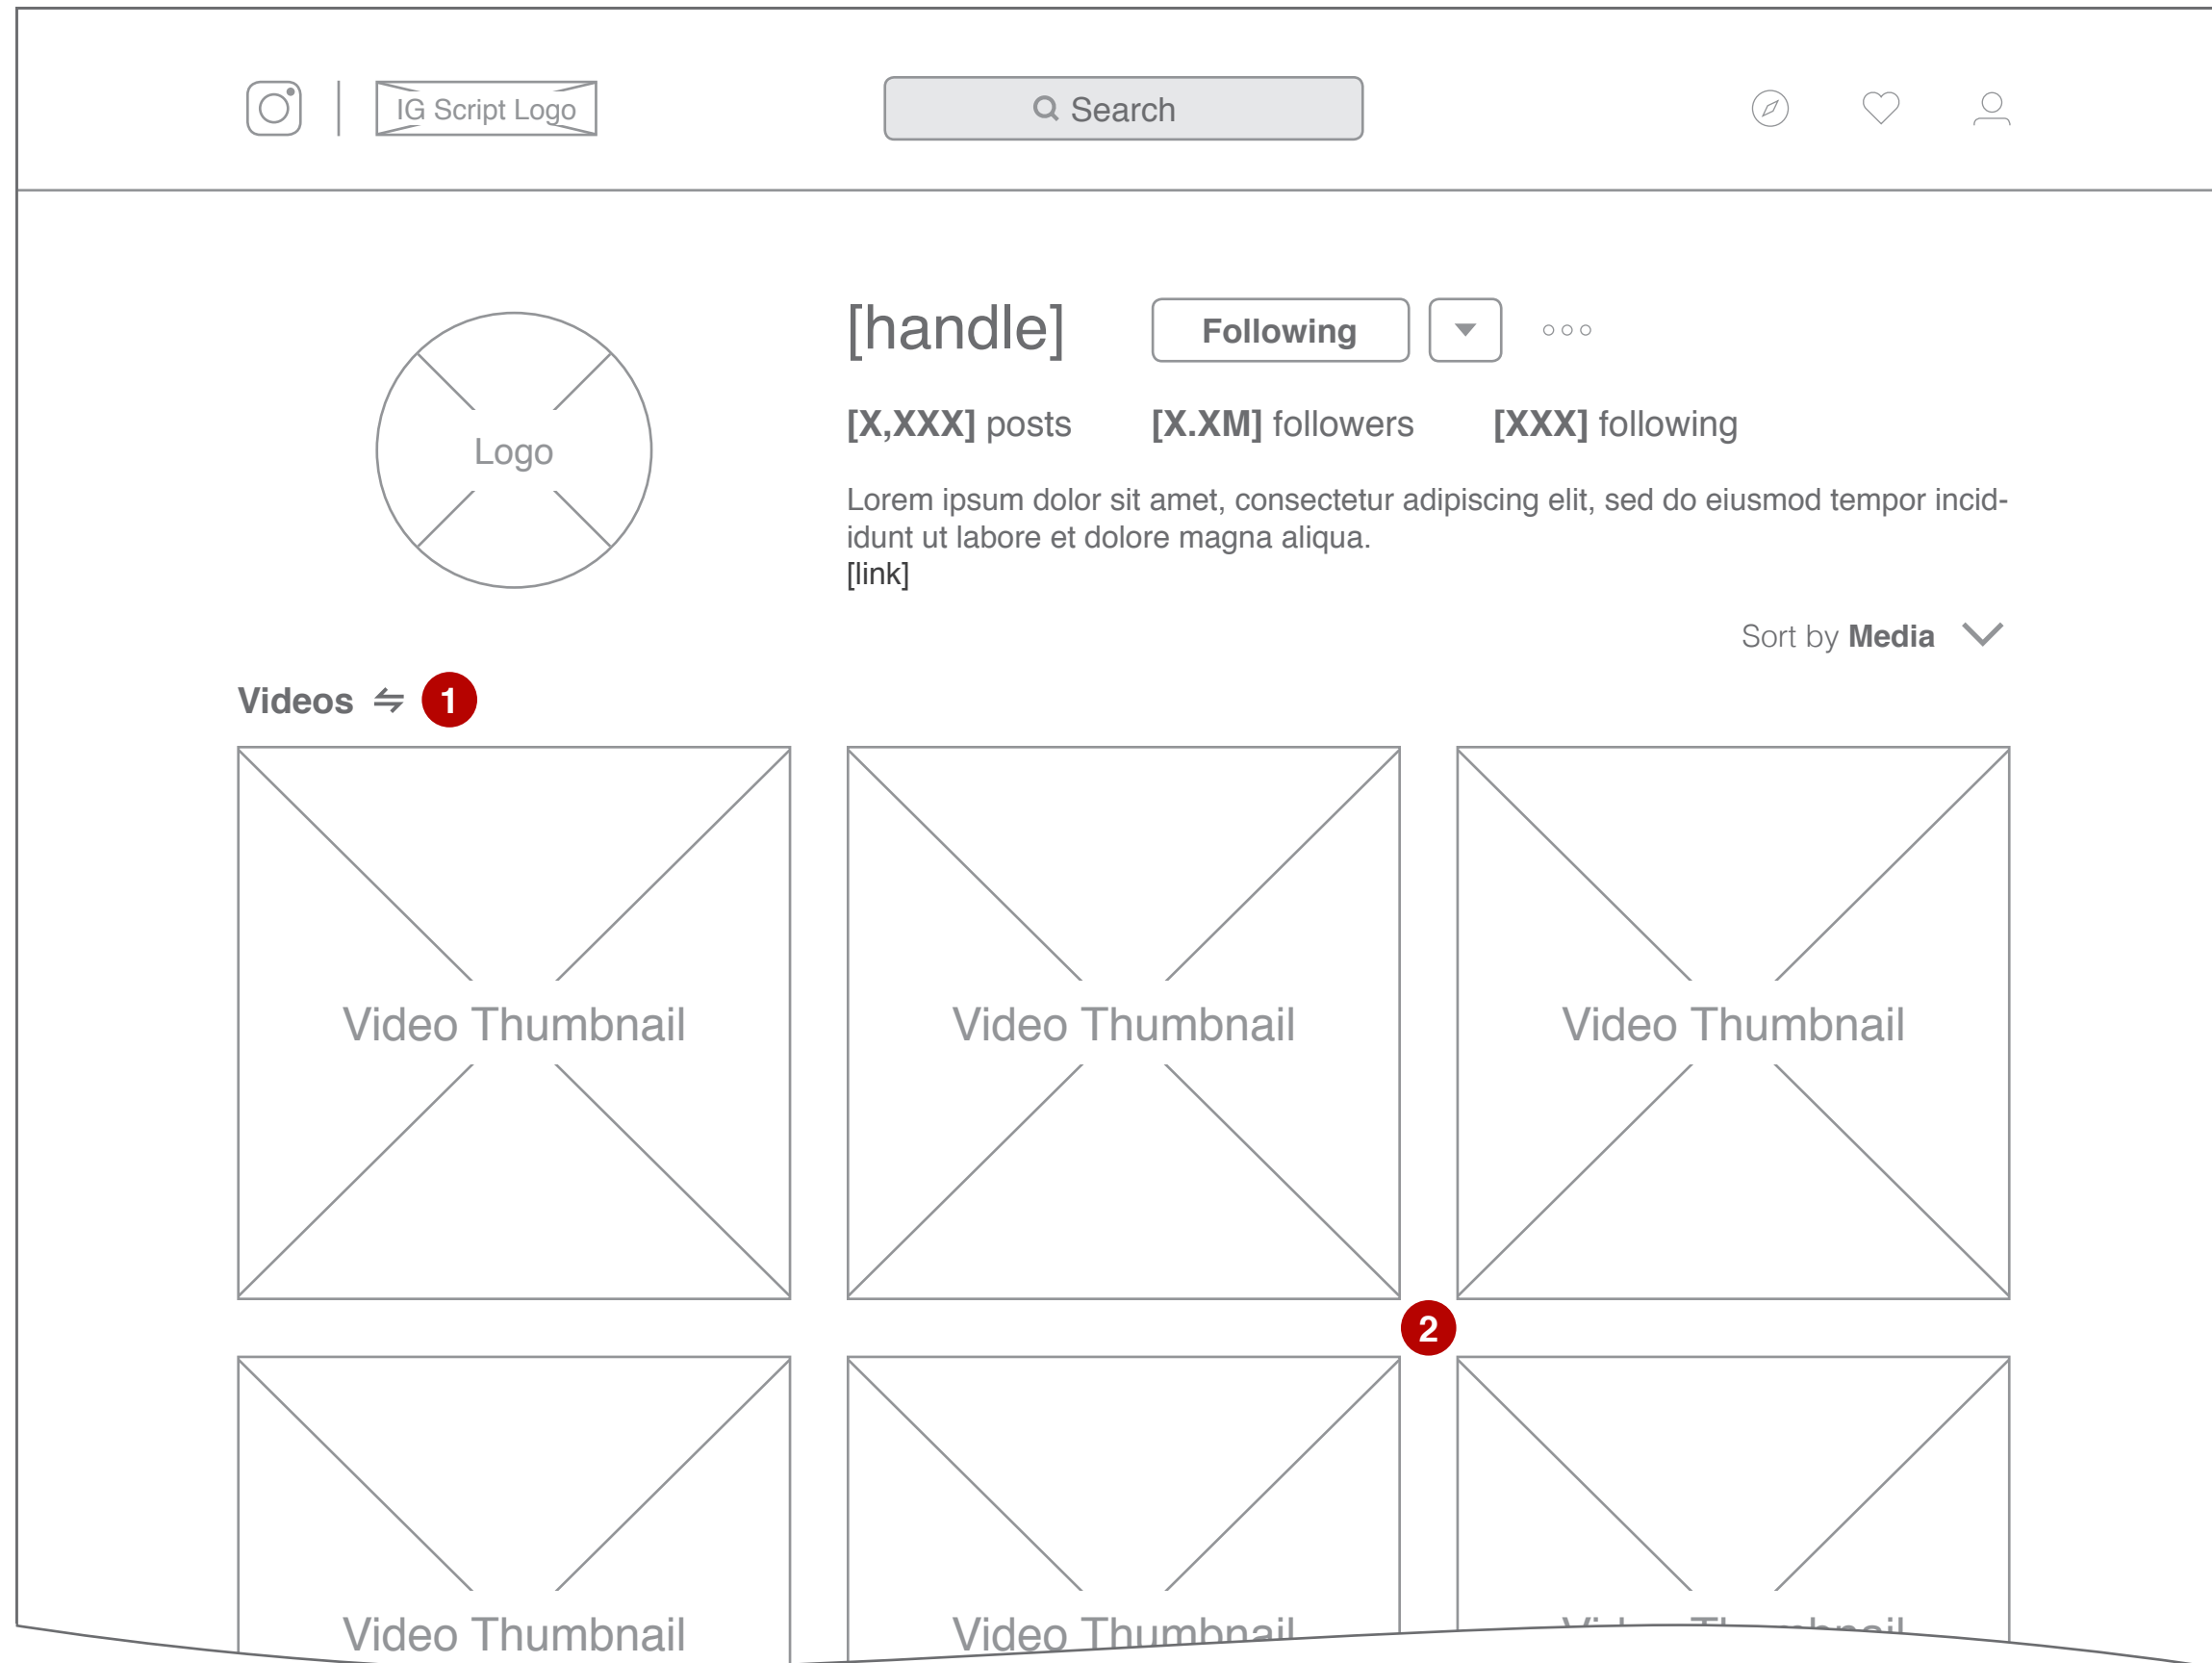 IG Script Logo
Search
[handle]
Following
[X,XXX] posts
[X.XM] followers
[XXX] following
Logo
Lorem ipsum dolor sit amet, consectetur adipiscing elit, sed do eiusmod tempor incid-
idunt ut labore et dolore magna aliqua.
[link]
Sort by Media
Videos
1
Video Thumbnail
Video Thumbnail
Video Thumbnail
2
Video Thumbnail
Video Thumbnail
Video Thumbnail